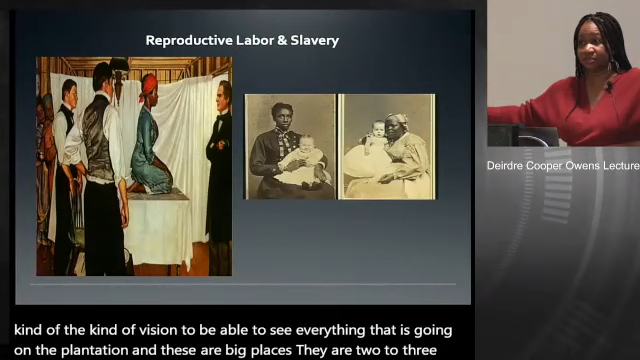 Reproductive Labor & Slavery
Deirdre Cooper Owens Lecture
kind of the kind of vision to be able to see everything that is going
on the plantation and these are big places They are two to three